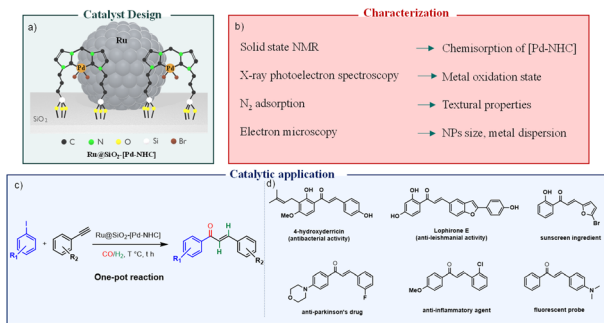 Catalyst Design
a)
Ru
Pd
Pd
SiO₂
C N O Si Br
Ru@SiO₂-[Pd-NHC]
Characterization
b)
Solid state NMR
Chemisorption of [Pd-NHC]
X-ray photoelectron spectroscopy
Metal oxidation state
N₂ adsorption
Textural properties
Electron microscopy
NPs size, metal dispersion
Catalytic application
c)
I
R₁
+
R₂
Ru@SiO₂-[Pd-NHC]
CO/H₂, T °C, t h
O
H
H
R₁
R₂
One-pot reaction
d)
OH O
MeO
OH
4-hydroxyderricin
(antibacterial activity)
OH O
HO
O
OH
Lophirone E
(anti-leishmanial activity)
OH O
O
Br
sunscreen ingredient
O
N
O
F
anti-parkinson's drug
O Cl
MeO
anti-inflammatory agent
O
N
fluorescent probe